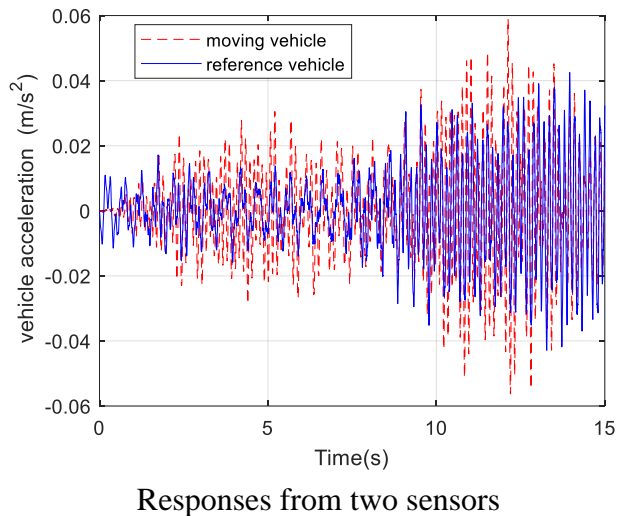 0.06
0.04
0.02
0
-0.02
-0.04
-0.06
vehicle acceleration (m/s²)
moving vehicle
reference vehicle
0
5
10
15
Time(s)
Responses from two sensors